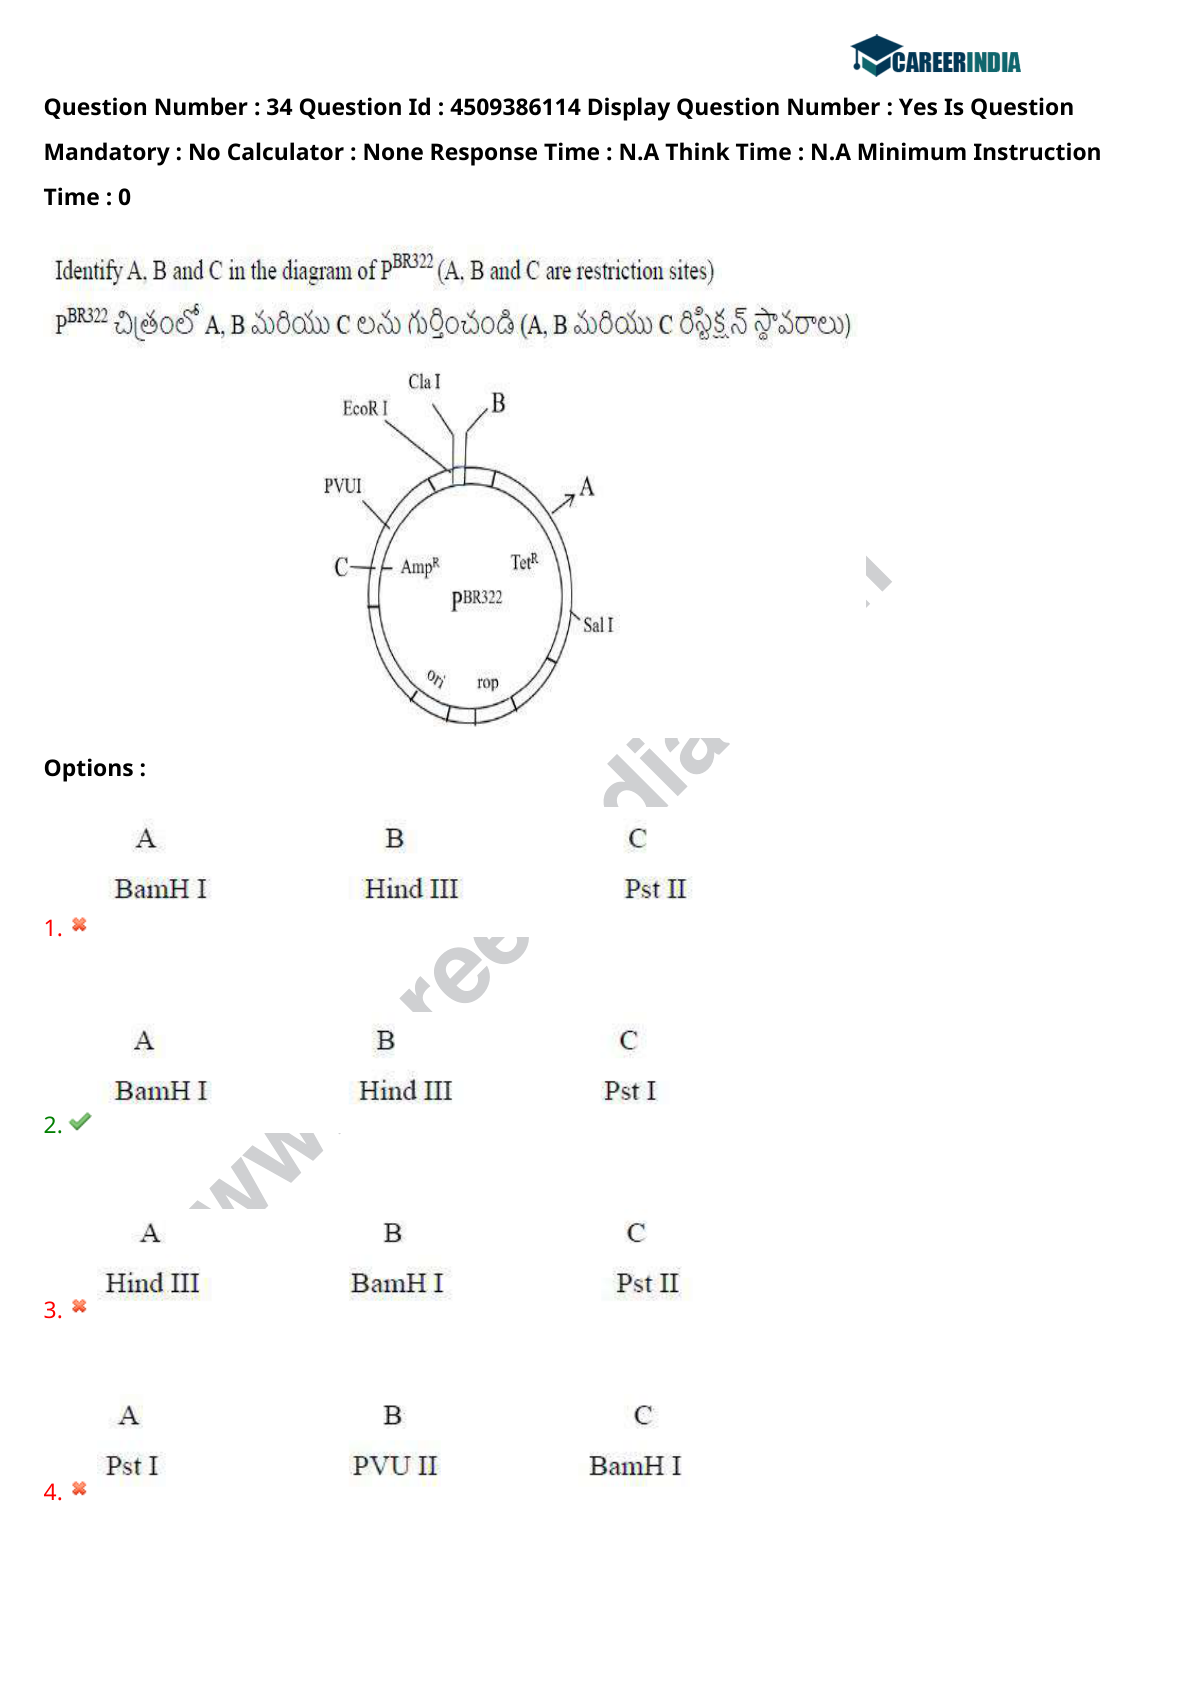 CAREERINDIA
Question Number : 34 Question Id : 4509386114 Display Question Number : Yes Is Question
Mandatory : No Calculator : None Response Time : N.A Think Time : N.A Minimum Instruction
Time : 0
Identify A, B and C in the diagram of P^BR322 (A, B and C are restriction sites)
P^BR322 చిత్రంలో A, B మరియు C లను గుర్తించండి (A, B మరియు C రిస్ట్రిక్షన్ స్థావరాలు)
Cla I
EcoR I
B
PVUI
A
C
Amp^R
Tet^R
P^BR322
Sal I
ori
rop
Options :
A B C
BamH I Hind III Pst II
1.
A B C
BamH I Hind III Pst I
2.
A B C
Hind III BamH I Pst II
3.
A B C
Pst I PVU II BamH I
4.